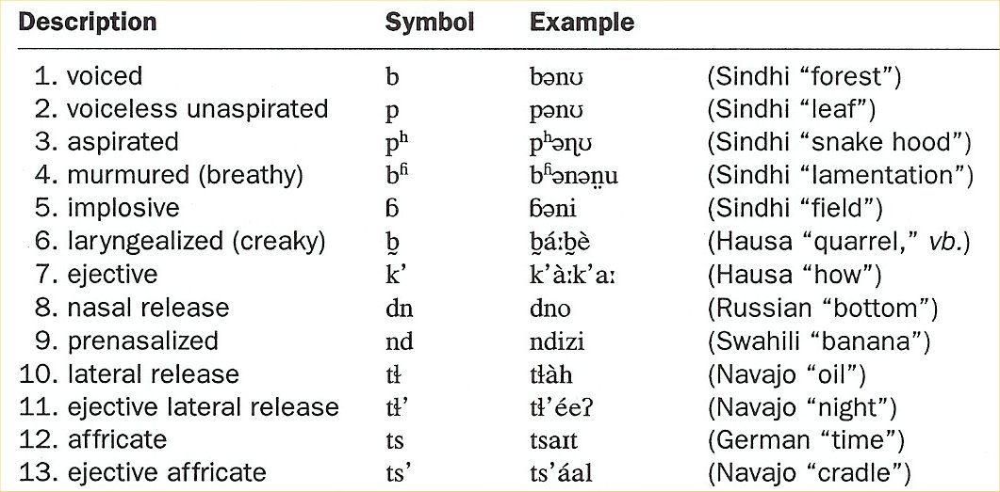 Description Symbol Example
1. voiced b bənʊ (Sindhi “forest”)
2. voiceless unaspirated p pənʊ (Sindhi “leaf”)
3. aspirated pʰ pʰəɳʊ (Sindhi “snake hood”)
4. murmured (breathy) bʱ bʱənən̤u (Sindhi “lamentation”)
5. implosive ɓ ɓəni (Sindhi “field”)
6. laryngealized (creaky) b̰ b̰áːb̰è (Hausa “quarrel,” vb.)
7. ejective k’ k’àːk’aː (Hausa “how”)
8. nasal release dn dno (Russian “bottom”)
9. prenasalized nd ndizi (Swahili “banana”)
10. lateral release tɬ tɬàh (Navajo “oil”)
11. ejective lateral release tɬ’ tɬ’éeʔ (Navajo “night”)
12. affricate ts tsaɪt (German “time”)
13. ejective affricate ts’ ts’áal (Navajo “cradle”)